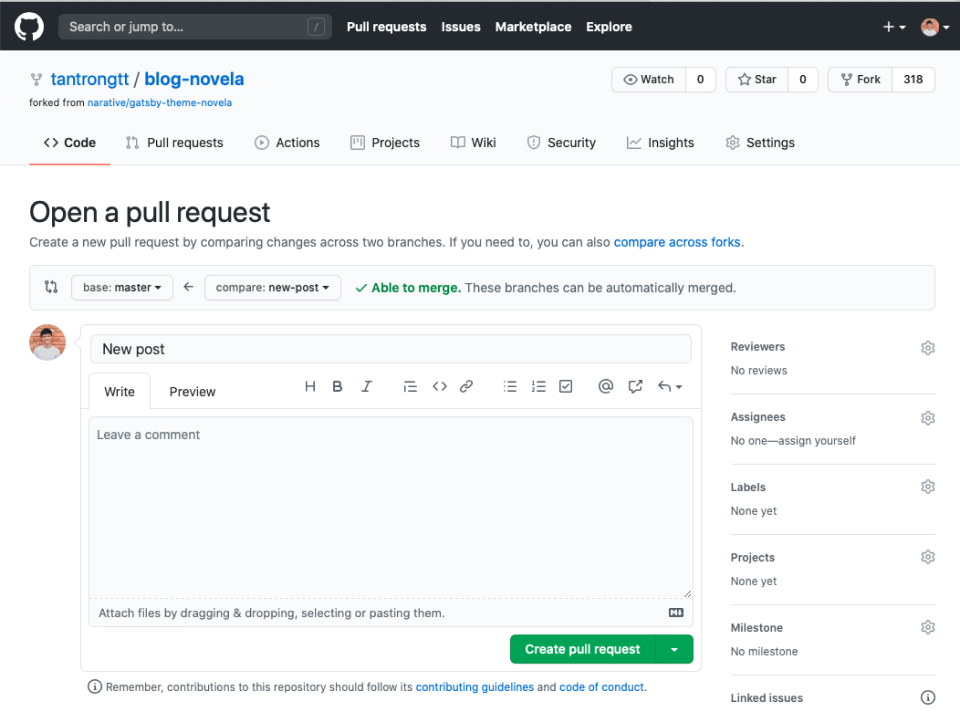 Search or jump to... / Pull requests Issues Marketplace Explore
tantrongtt / blog-novela Watch 0 Star 0 Fork 318
forked from narative/gatsby-theme-novela
Code Pull requests Actions Projects Wiki Security Insights Settings
Open a pull request
Create a new pull request by comparing changes across two branches. If you need to, you can also compare across forks.
base: master compare: new-post Able to merge. These branches can be automatically merged.
New post
Write Preview H B I
Leave a comment
Attach files by dragging & dropping, selecting or pasting them.
Create pull request
Remember, contributions to this repository should follow its contributing guidelines and code of conduct.
Reviewers
No reviews
Assignees
No one—assign yourself
Labels
None yet
Projects
None yet
Milestone
No milestone
Linked issues